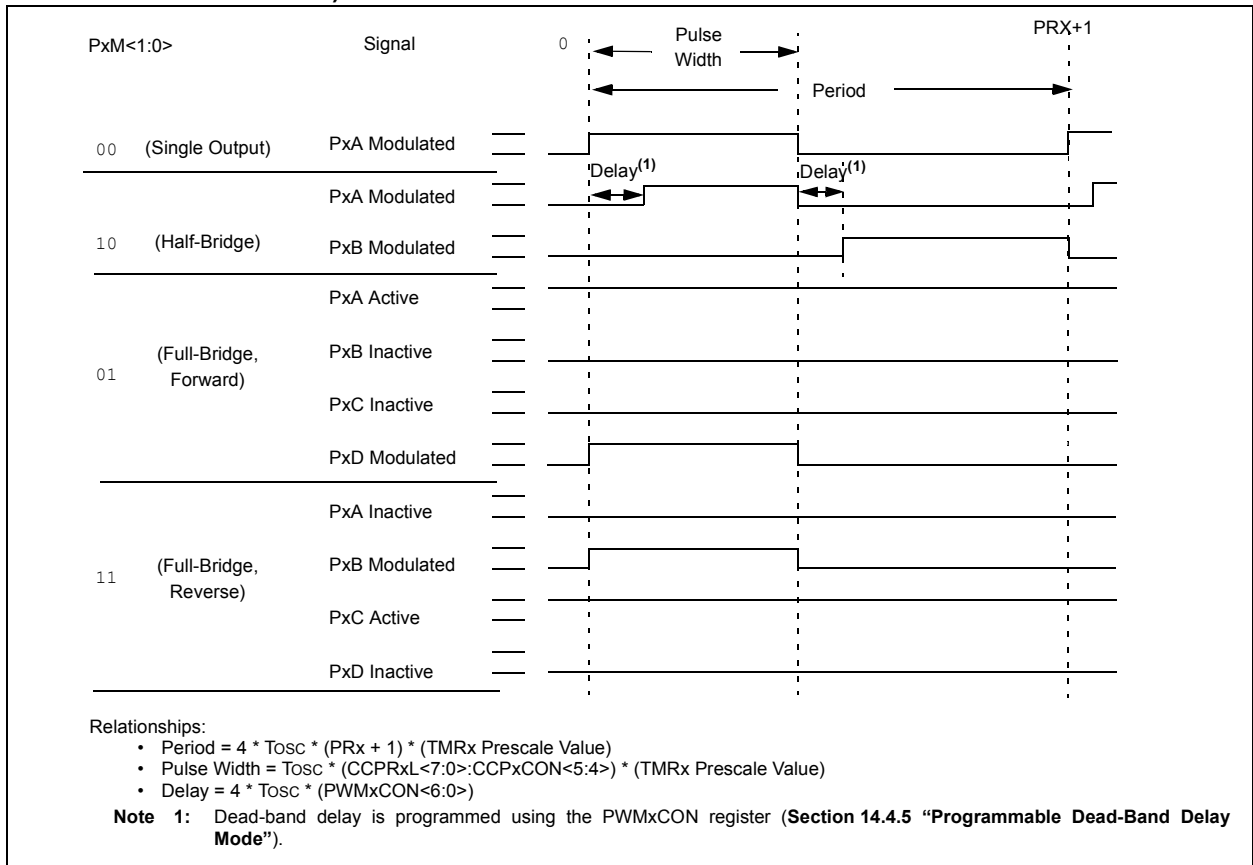 PxM<1:0> Signal 0 Pulse Width PRX+1
Period
00 (Single Output) PxA Modulated
Delay(1) Delay(1)
PxA Modulated
10 (Half-Bridge) PxB Modulated
PxA Active
01 (Full-Bridge, Forward) PxB Inactive
PxC Inactive
PxD Modulated
PxA Inactive
11 (Full-Bridge, Reverse) PxB Modulated
PxC Active
PxD Inactive
Relationships:
• Period = 4 * TOSC * (PRx + 1) * (TMRx Prescale Value)
• Pulse Width = TOSC * (CCPRxL<7:0>:CCPxCON<5:4>) * (TMRx Prescale Value)
• Delay = 4 * TOSC * (PWMxCON<6:0>)
Note 1: Dead-band delay is programmed using the PWMxCON register (Section 14.4.5 “Programmable Dead-Band Delay
Mode”).